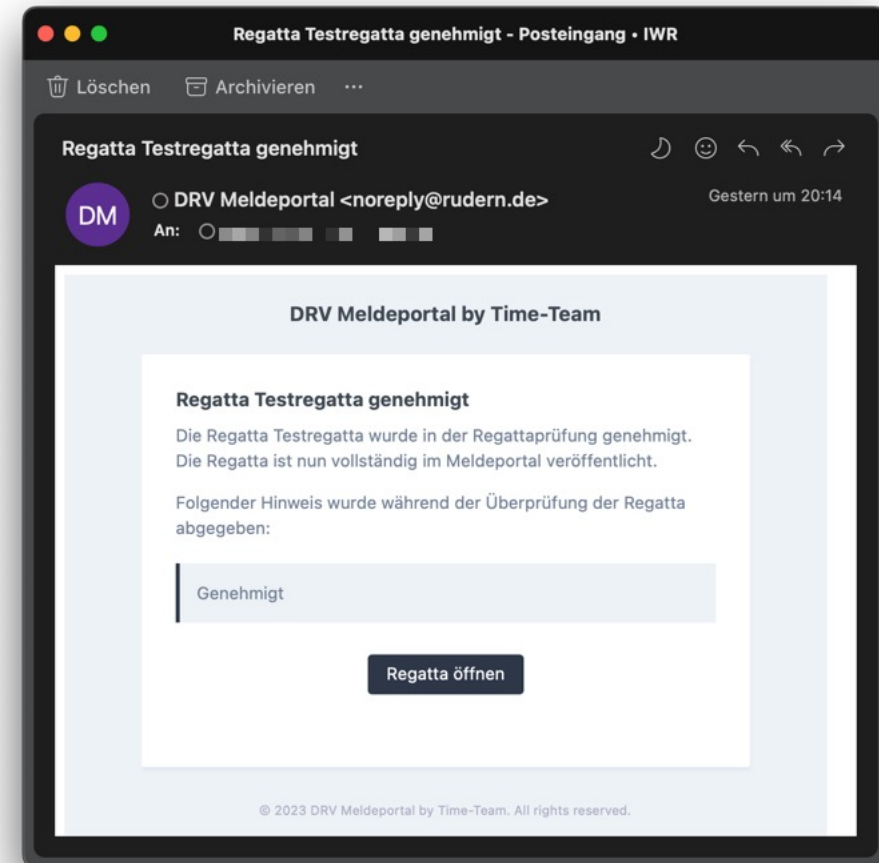 Regatta Testregatta genehmigt - Posteingang • IWR
Löschen Archivieren ···
Regatta Testregatta genehmigt
DM
DRV Meldeportal <noreply@rudern.de>
Gestern um 20:14
An:
DRV Meldeportal by Time-Team
Regatta Testregatta genehmigt
Die Regatta Testregatta wurde in der Regattaprüfung genehmigt.
Die Regatta ist nun vollständig im Meldeportal veröffentlicht.
Folgender Hinweis wurde während der Überprüfung der Regatta
abgegeben:
Genehmigt
Regatta öffnen
© 2023 DRV Meldeportal by Time-Team. All rights reserved.